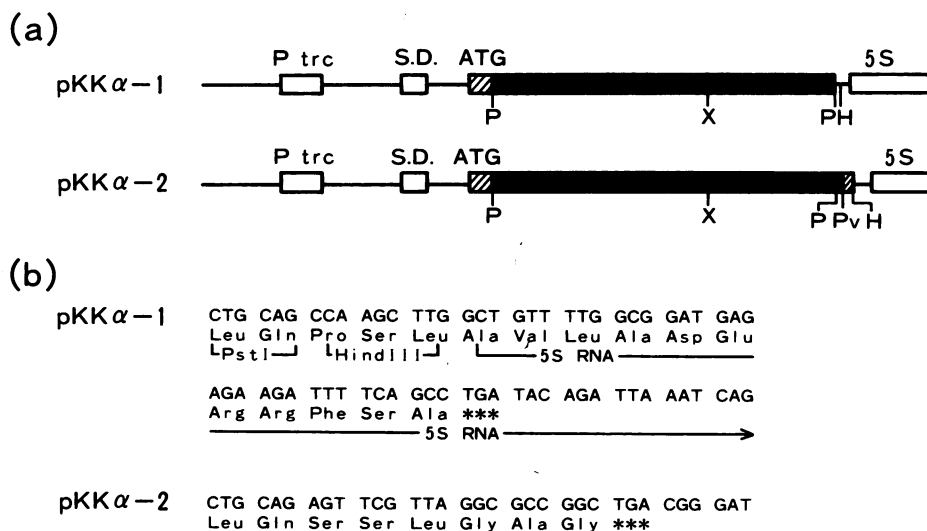 (a)
P trc S.D. ATG 5S
pKKα-1
P X PH
P trc S.D. ATG 5S
pKKα-2
P X P Pv H
(b)
pKKα-1 CTG CAG CCA AGC TTG GCT GTT TTG GCG GAT GAG
Leu Gln Pro Ser Leu Ala Val Leu Ala Asp Glu
PstI HindIII 5S RNA
AGA AGA TTT TCA GCC TGA TAC AGA TTA AAT CAG
Arg Arg Phe Ser Ala ***
5S RNA
pKKα-2 CTG CAG AGT TCG TTA GGC GCC GGC TGA CGG GAT
Leu Gln Ser Ser Leu Gly Ala Gly ***